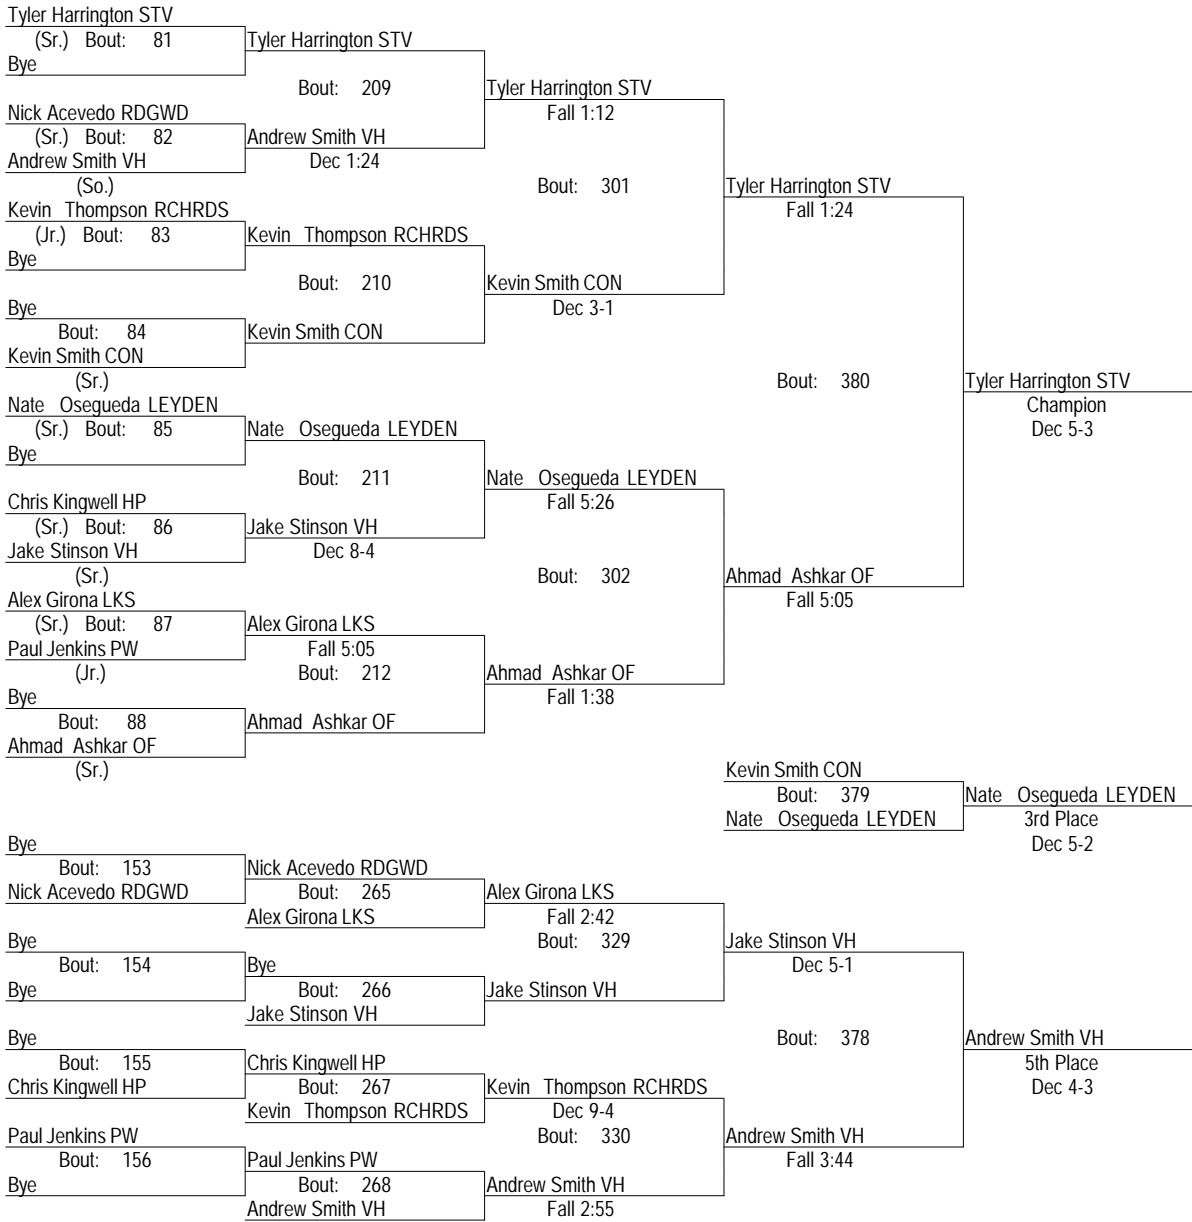 Tyler Harrington STV
(Sr.) Bout: 81 Tyler Harrington STV
Bye
Bout: 209 Tyler Harrington STV
Nick Acevedo RDGWD Fall 1:12
(Sr.) Bout: 82 Andrew Smith VH
Andrew Smith VH Dec 1:24
(So.) Bout: 301 Tyler Harrington STV
Kevin Thompson RCHRDS Fall 1:24
(Jr.) Bout: 83 Kevin Thompson RCHRDS
Bye
Bout: 210 Kevin Smith CON
Bye Dec 3-1
Bout: 84 Kevin Smith CON
Kevin Smith CON
(Sr.) Bout: 380 Tyler Harrington STV
Nate Osegueda LEYDEN Champion
(Sr.) Bout: 85 Nate Osegueda LEYDEN Dec 5-3
Bye
Bout: 211 Nate Osegueda LEYDEN
Chris Kingwell HP Fall 5:26
(Sr.) Bout: 86 Jake Stinson VH
Jake Stinson VH Dec 8-4
(Sr.) Bout: 302 Ahmad Ashkar OF
Alex Girona LKS Fall 5:05
(Sr.) Bout: 87 Alex Girona LKS
Paul Jenkins PW Fall 5:05
(Jr.) Bout: 212 Ahmad Ashkar OF
Bye Fall 1:38
Bout: 88 Ahmad Ashkar OF
Ahmad Ashkar OF
(Sr.) Kevin Smith CON
Bout: 379 Nate Osegueda LEYDEN
Nate Osegueda LEYDEN 3rd Place
Bye Dec 5-2
Bout: 153 Nick Acevedo RDGWD
Nick Acevedo RDGWD Bout: 265 Alex Girona LKS
Alex Girona LKS Fall 2:42
Bye Bout: 329 Jake Stinson VH
Bout: 154 Bye Dec 5-1
Bye Bout: 266 Jake Stinson VH
Jake Stinson VH
Bye Bout: 378 Andrew Smith VH
Bout: 155 Chris Kingwell HP 5th Place
Chris Kingwell HP Bout: 267 Kevin Thompson RCHRDS Dec 4-3
Kevin Thompson RCHRDS Dec 9-4
Paul Jenkins PW Bout: 330 Andrew Smith VH
Bout: 156 Paul Jenkins PW Fall 3:44
Bye Bout: 268 Andrew Smith VH
Andrew Smith VH Fall 2:55